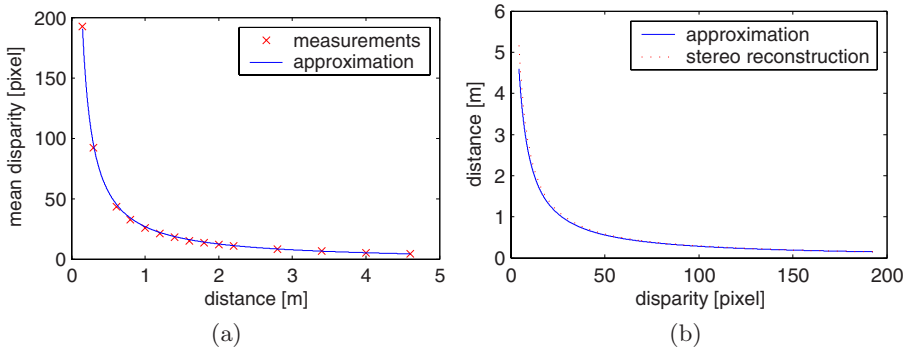 200
150
100
50
0
mean disparity [pixel]
measurements
approximation
0 1 2 3 4 5
distance [m]
(a)
6
5
4
3
2
1
0
distance [m]
approximation
stereo reconstruction
0 50 100 150 200
disparity [pixel]
(b)